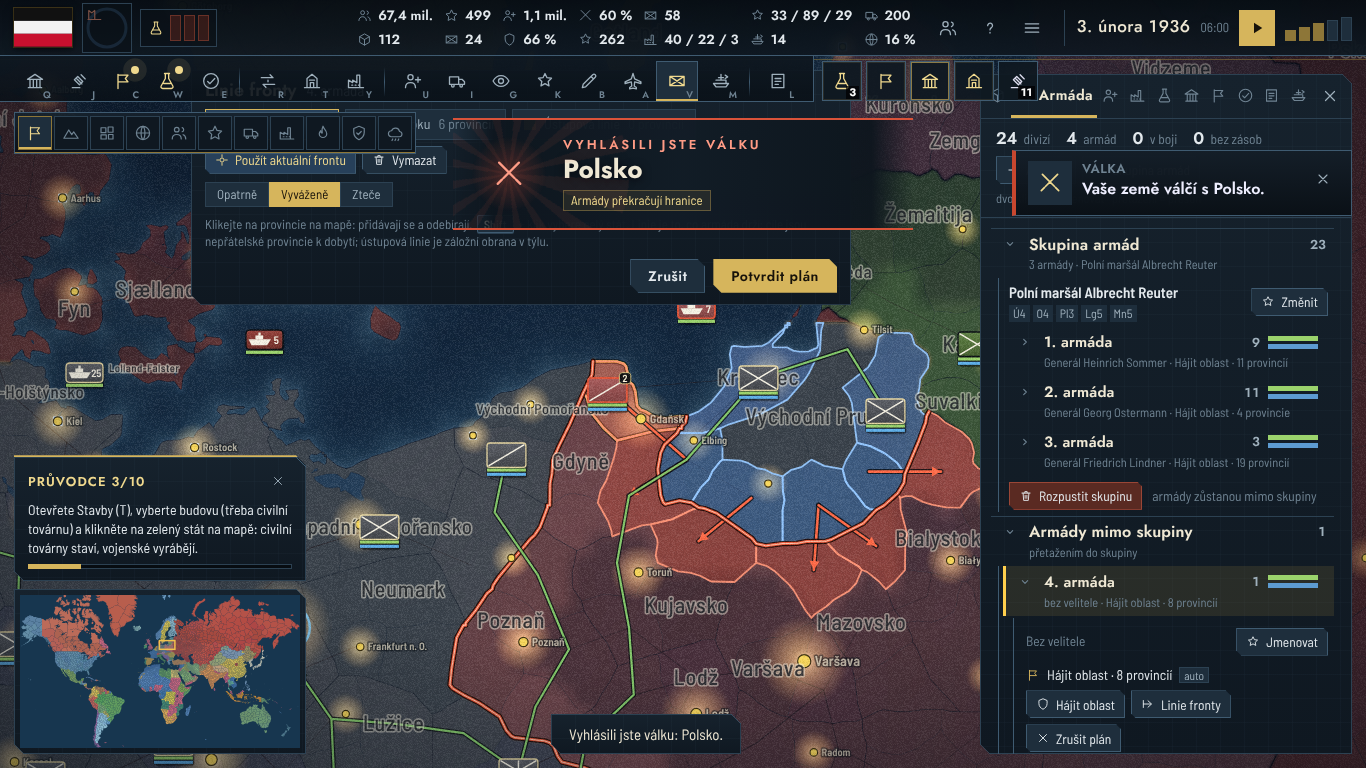 67,4 mil. 499 1,1 mil. 60 % 58 33 / 89 / 29 200
112 24 66 % 262 40 / 22 / 3 14 16 %
3. února 1936 06:00
Q J C W E R T Y U I G K B A V M L
3
11
Vidzeme
Kuronsko
Armáda
24 divizí 4 armád 0 v boji 0 bez zásob
VÁLKA
Vaše země válčí s Polsko.
VYHLÁSILI JSTE VÁLKU
Polsko
Armády překračují hranice
Použít aktuální frontu
Vymazat
Opatrně
Vyváženě
Zteče
Klikejte na provincie na mapě: přidávají se a odebírají
nepřátelské provincie k dobytí; ústupová linie je záložní obrana v týlu.
Zrušit
Potvrdit plán
Skupina armád 23
3 armády · Polní maršál Albrecht Reuter
Polní maršál Albrecht Reuter
Ú4 O4 Pl3 Lg5 Mn5
Změnit
1. armáda 9
Generál Heinrich Sommer · Hájit oblast · 11 provincií
2. armáda 11
Generál Georg Ostermann · Hájit oblast · 4 provincie
3. armáda 3
Generál Friedrich Lindner · Hájit oblast · 19 provincií
Rozpustit skupinu
armády zůstanou mimo skupiny
Armády mimo skupiny 1
přetažením do skupiny
4. armáda 1
bez velitele · Hájit oblast · 8 provincií
Bez velitele
Jmenovat
Hájit oblast · 8 provincií auto
Hájit oblast
Linie fronty
Zrušit plán
Aarhus
Fyn
Sjælland
Žemaitija
7
5
25
Lolland-Falster
-Holštýnsko
Kiel
Rostock
Tilsit
2
Východní Pomořans
Gdaňsk
Elbing
Gdyně
Východní Pru
Suvalki
Bialystok
Neumark
Toruń
Kujavsko
Mazovsko
Poznaň
Poznaň
Frankfurt n. O.
Varšava
Varšava
Lodž
Lužice
Radom
PRŮVODCE 3/10
Otevřete Stavby (T), vyberte budovu (třeba civilní
továrnu) a klikněte na zelený stát na mapě: civilní
továrny staví, vojenské vyrábějí.
Vyhlásili jste válku: Polsko.